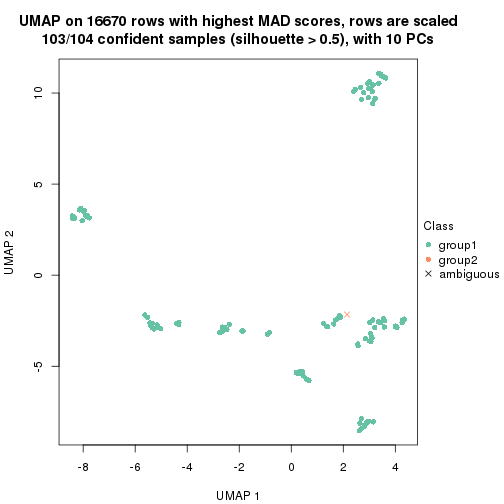 UMAP on 16670 rows with highest MAD scores, rows are scaled
103/104 confident samples (silhouette > 0.5), with 10 PCs
10
5
0
-5
UMAP 2
-8
-6
-4
-2
0
2
4
UMAP 1
Class
group1
group2
ambiguous